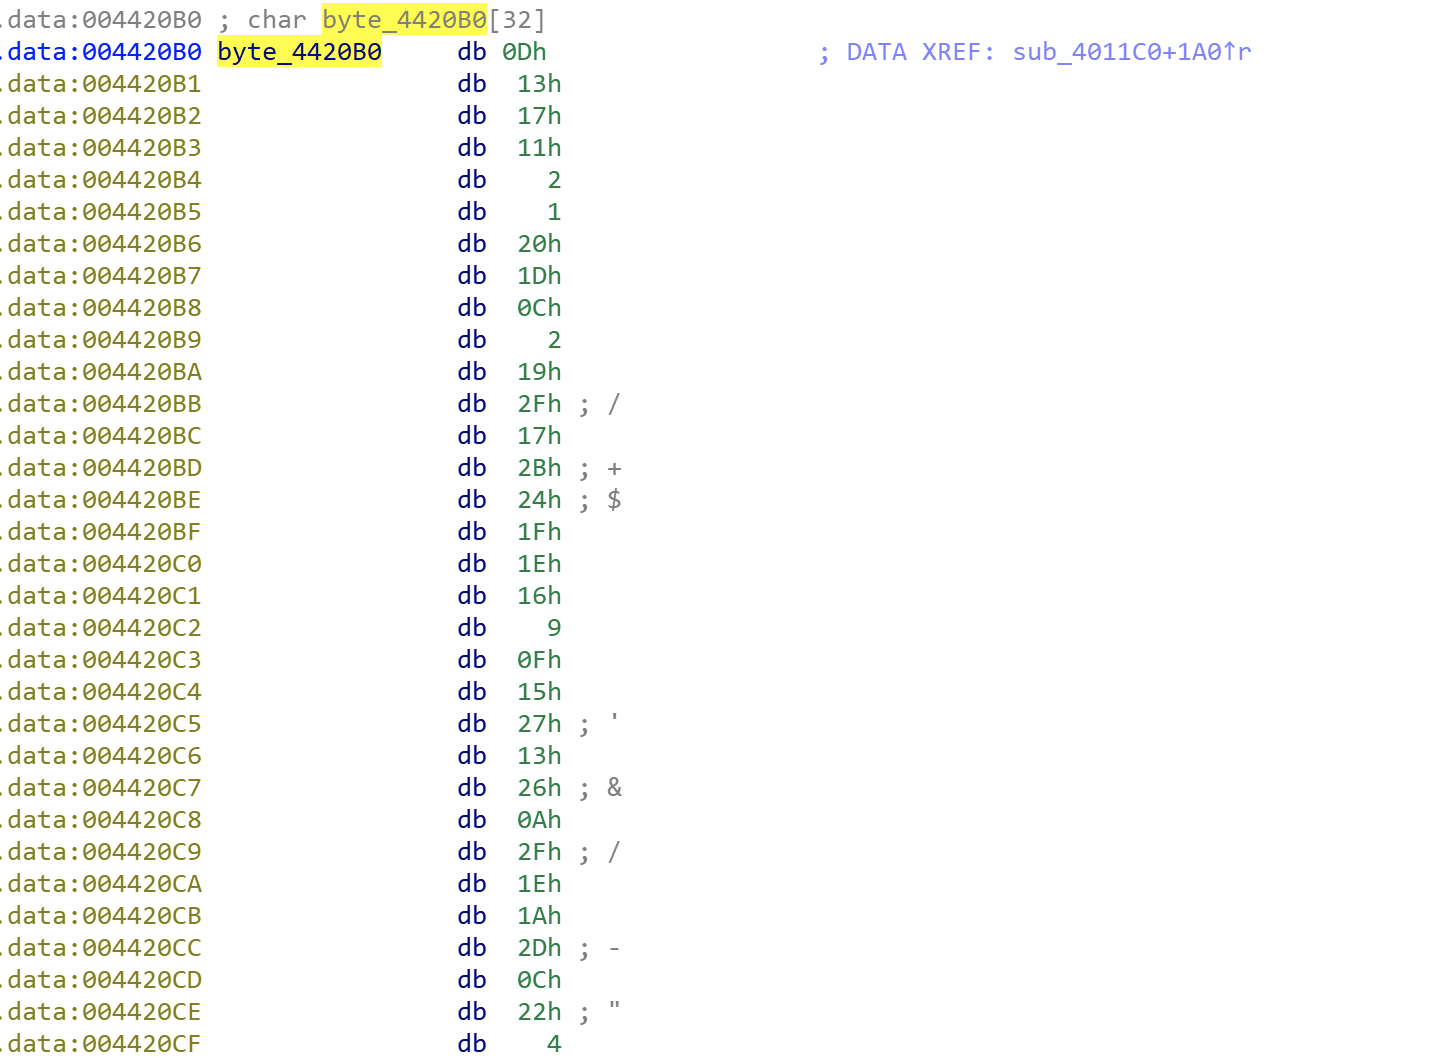 .data:004420B0 ; char byte_4420B0[32]
.data:004420B0 byte_4420B0 db 0Dh ; DATA XREF: sub_4011C0+1A0↑r
.data:004420B1 db 13h
.data:004420B2 db 17h
.data:004420B3 db 11h
.data:004420B4 db 2
.data:004420B5 db 1
.data:004420B6 db 20h
.data:004420B7 db 1Dh
.data:004420B8 db 0Ch
.data:004420B9 db 2
.data:004420BA db 19h
.data:004420BB db 2Fh ; /
.data:004420BC db 17h
.data:004420BD db 2Bh ; +
.data:004420BE db 24h ; $
.data:004420BF db 1Fh
.data:004420C0 db 1Eh
.data:004420C1 db 16h
.data:004420C2 db 9
.data:004420C3 db 0Fh
.data:004420C4 db 15h
.data:004420C5 db 27h ; '
.data:004420C6 db 13h
.data:004420C7 db 26h ; &
.data:004420C8 db 0Ah
.data:004420C9 db 2Fh ; /
.data:004420CA db 1Eh
.data:004420CB db 1Ah
.data:004420CC db 2Dh ; -
.data:004420CD db 0Ch
.data:004420CE db 22h ; "
.data:004420CF db 4